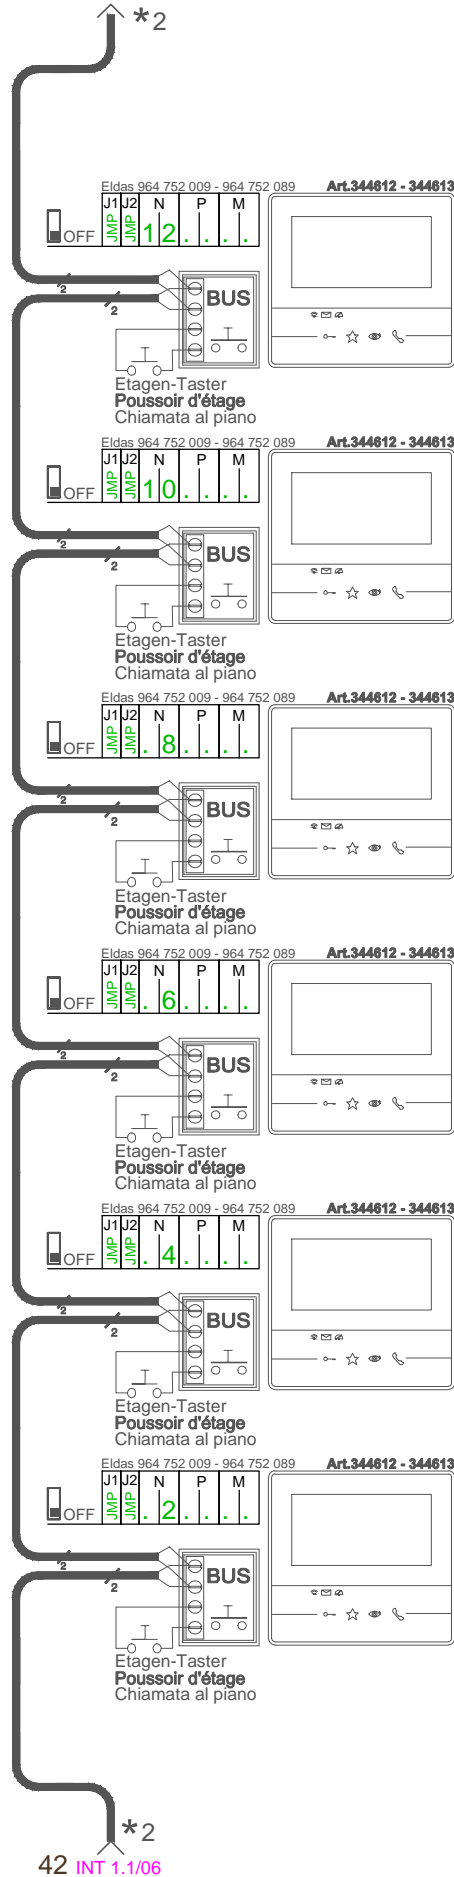 *2
Eldas 964 752 009 - 964 752 089 Art.344612 - 344613
J1 J2 N P M
OFF JMP JMP 1 2 . . . .
2
2
BUS
Etagen-Taster
Poussoir d'étage
Chiamata al piano
Eldas 964 752 009 - 964 752 089 Art.344612 - 344613
J1 J2 N P M
OFF JMP JMP 1 0 . . . .
2
2
BUS
Etagen-Taster
Poussoir d'étage
Chiamata al piano
Eldas 964 752 009 - 964 752 089 Art.344612 - 344613
J1 J2 N P M
OFF JMP JMP . 8 . . . .
2
2
BUS
Etagen-Taster
Poussoir d'étage
Chiamata al piano
Eldas 964 752 009 - 964 752 089 Art.344612 - 344613
J1 J2 N P M
OFF JMP JMP . 6 . . . .
2
2
BUS
Etagen-Taster
Poussoir d'étage
Chiamata al piano
Eldas 964 752 009 - 964 752 089 Art.344612 - 344613
J1 J2 N P M
OFF JMP JMP . 4 . . . .
2
2
BUS
Etagen-Taster
Poussoir d'étage
Chiamata al piano
Eldas 964 752 009 - 964 752 089 Art.344612 - 344613
J1 J2 N P M
OFF JMP JMP . 2 . . . .
2
2
BUS
Etagen-Taster
Poussoir d'étage
Chiamata al piano
*2
42 INT 1.1/06